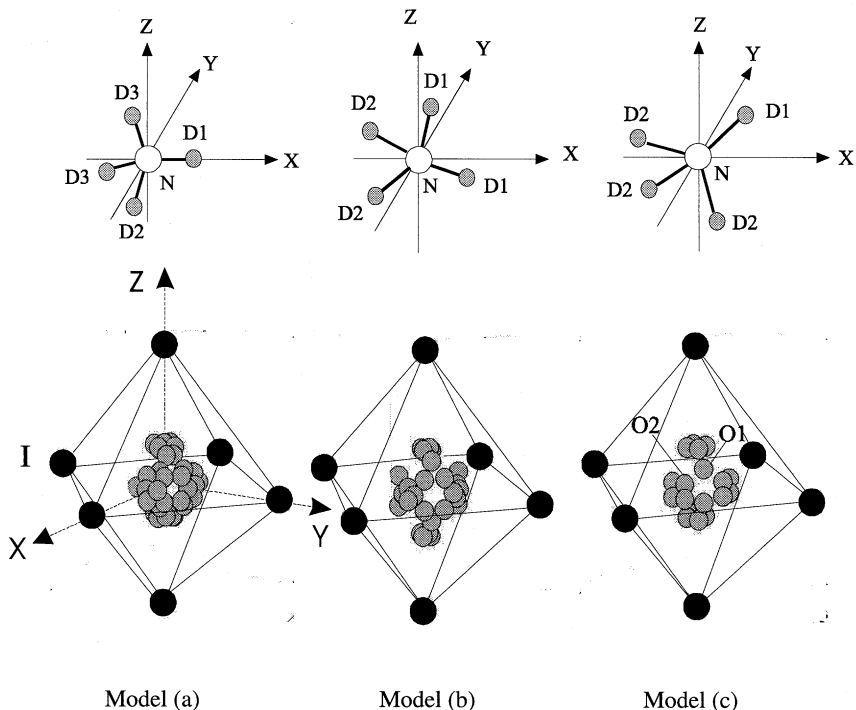 Z
Y
D3
D1
X
D3
N
D2
Z
Y
D1
D2
X
N
D1
D2
Z
Y
D1
D2
X
N
D2
D2
Z
I
X
Y
O2
O1
Model (a)
Model (b)
Model (c)